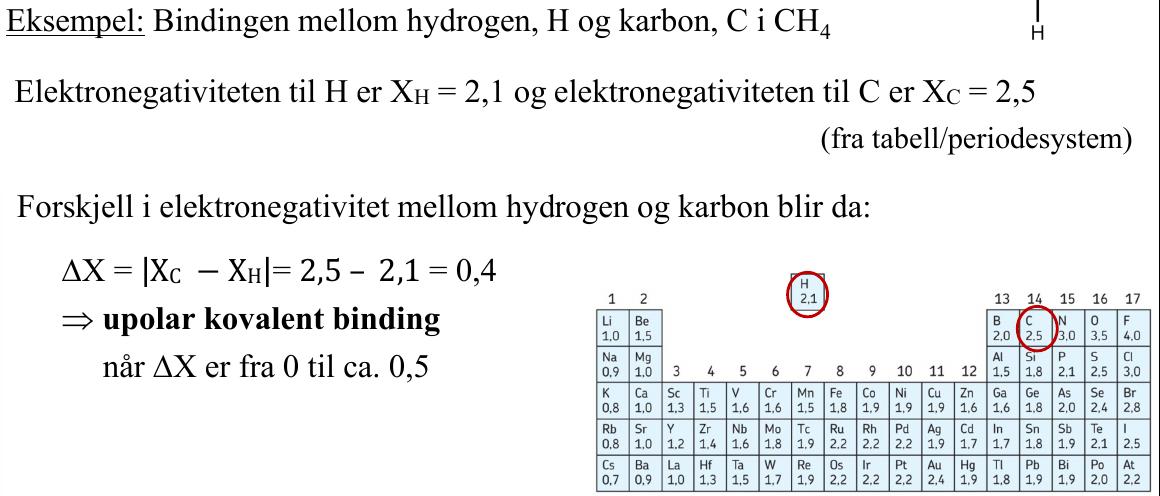 Eksempel: Bindingen mellom hydrogen, H og karbon, C i CH4
H
Elektronegativiteten til H er XH = 2,1 og elektronegativiteten til C er XC = 2,5
(fra tabell/periodesystem)
Forskjell i elektronegativitet mellom hydrogen og karbon blir da:
ΔX = |XC − XH|= 2,5 – 2,1 = 0,4
⇒ upolar kovalent binding
når ΔX er fra 0 til ca. 0,5
H
2,1
1 2 13 14 15 16 17
Li Be B C N O F
1,0 1,5 2,0 2,5 3,0 3,5 4,0
Na Mg Al Si P S Cl
0,9 1,0 3 4 5 6 7 8 9 10 11 12 1,5 1,8 2,1 2,5 3,0
K Ca Sc Ti V Cr Mn Fe Co Ni Cu Zn Ga Ge As Se Br
0,8 1,0 1,3 1,5 1,6 1,6 1,5 1,8 1,9 1,9 1,9 1,6 1,6 1,8 2,0 2,4 2,8
Rb Sr Y Zr Nb Mo Tc Ru Rh Pd Ag Cd In Sn Sb Te I
0,8 1,0 1,2 1,4 1,6 1,8 1,9 2,2 2,2 2,2 1,9 1,7 1,7 1,8 1,9 2,1 2,5
Cs Ba La Hf Ta W Re Os Ir Pt Au Hg Tl Pb Bi Po At
0,7 0,9 1,0 1,3 1,5 1,7 1,9 2,2 2,2 2,2 2,4 1,9 1,8 1,9 1,9 2,0 2,2